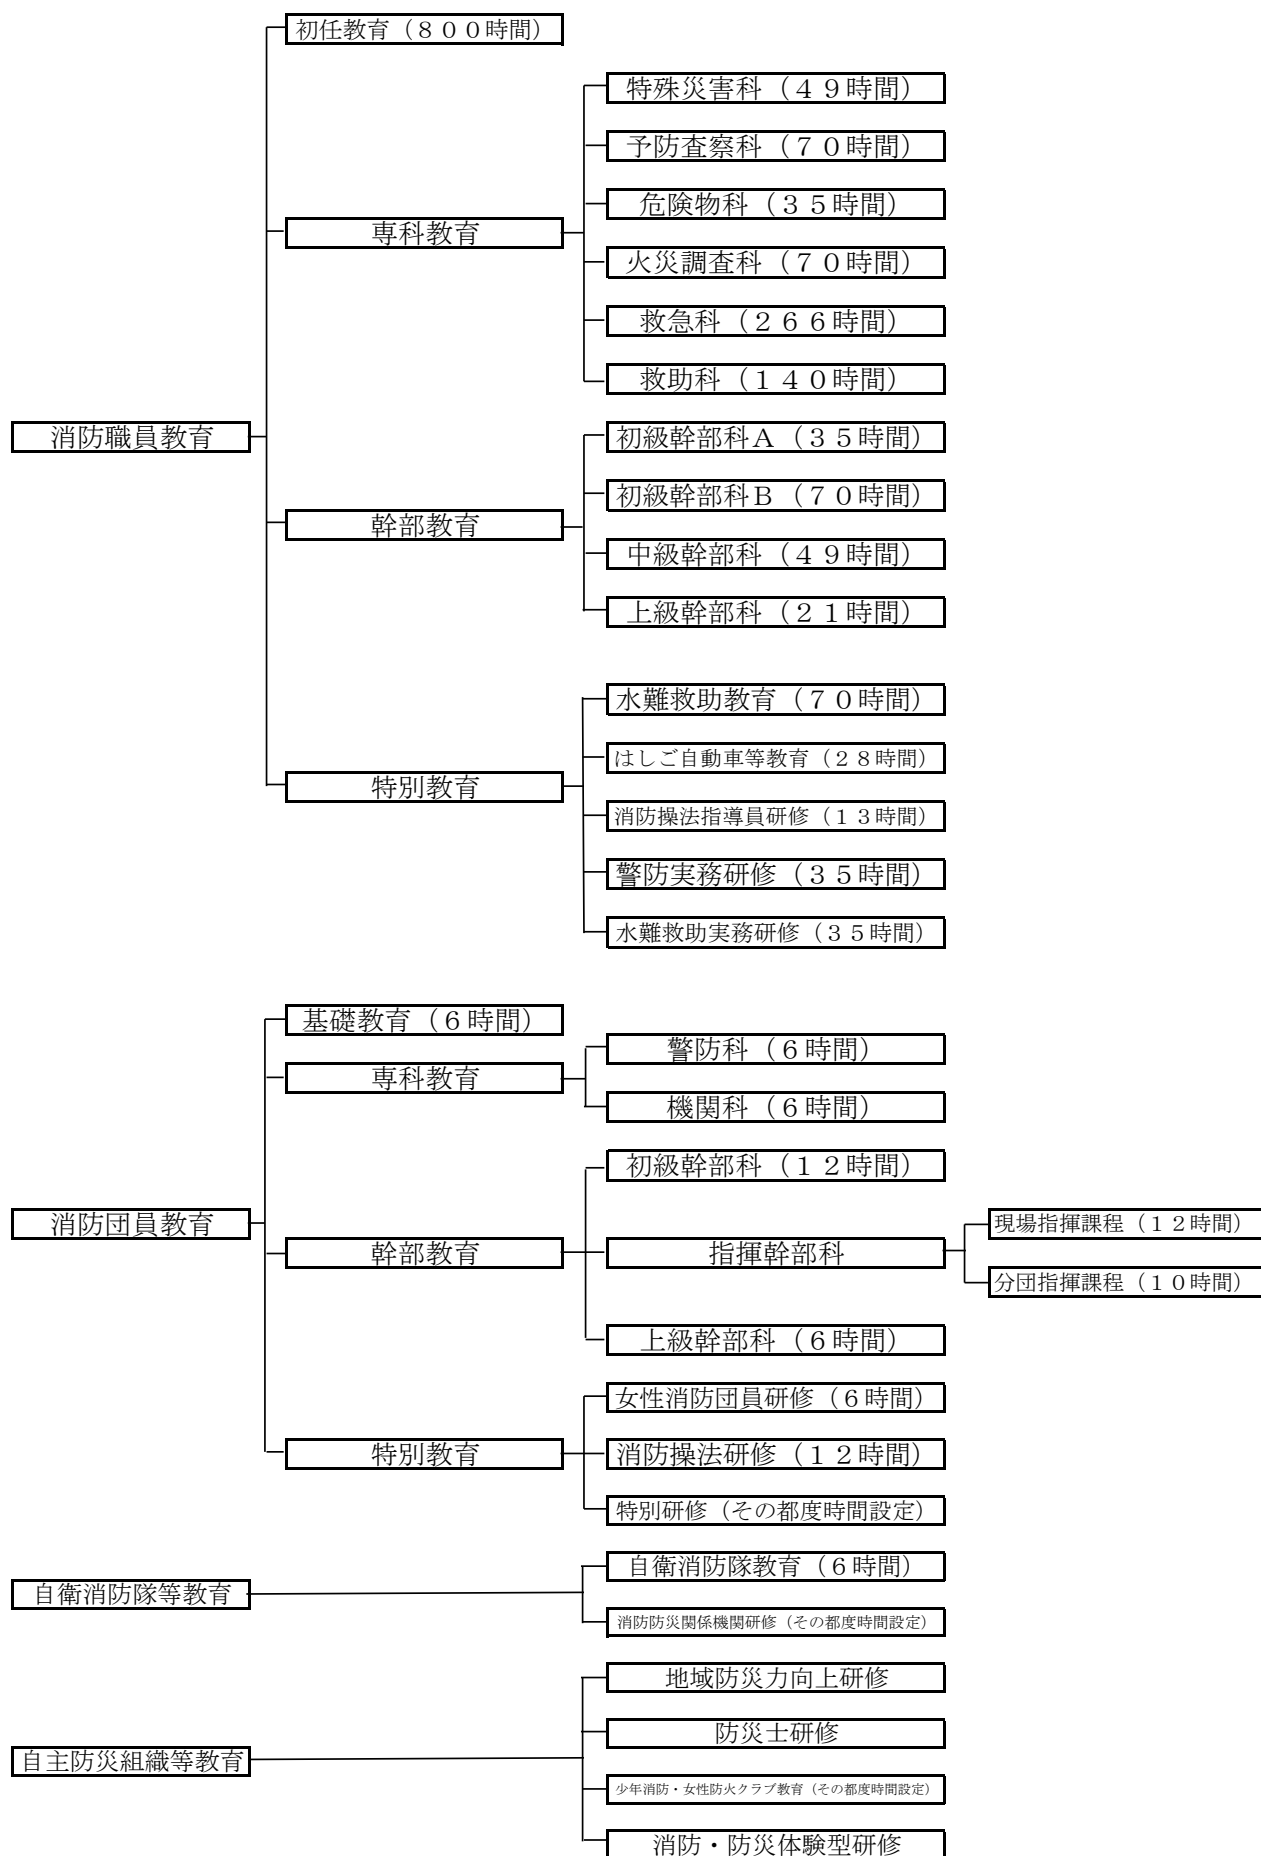 初任教育（８００時間）
特殊災害科（４９時間）
予防査察科（７０時間）
危険物科（３５時間）
専科教育
火災調査科（７０時間）
救急科（２６６時間）
救助科（１４０時間）
消防職員教育
初級幹部科Ａ（３５時間）
初級幹部科Ｂ（７０時間）
幹部教育
中級幹部科（４９時間）
上級幹部科（２１時間）
水難救助教育（７０時間）
はしご自動車等教育（２８時間）
特別教育
消防操法指導員研修（１３時間）
警防実務研修（３５時間）
水難救助実務研修（３５時間）
基礎教育（６時間）
警防科（６時間）
専科教育
機関科（６時間）
初級幹部科（１２時間）
消防団員教育
現場指揮課程（１２時間）
幹部教育
指揮幹部科
分団指揮課程（１０時間）
上級幹部科（６時間）
女性消防団員研修（６時間）
特別教育
消防操法研修（１２時間）
特別研修（その都度時間設定）
自衛消防隊教育（６時間）
自衛消防隊等教育
消防防災関係機関研修（その都度時間設定）
地域防災力向上研修
防災士研修
自主防災組織等教育
少年消防・女性防火クラブ教育（その都度時間設定）
消防・防災体験型研修